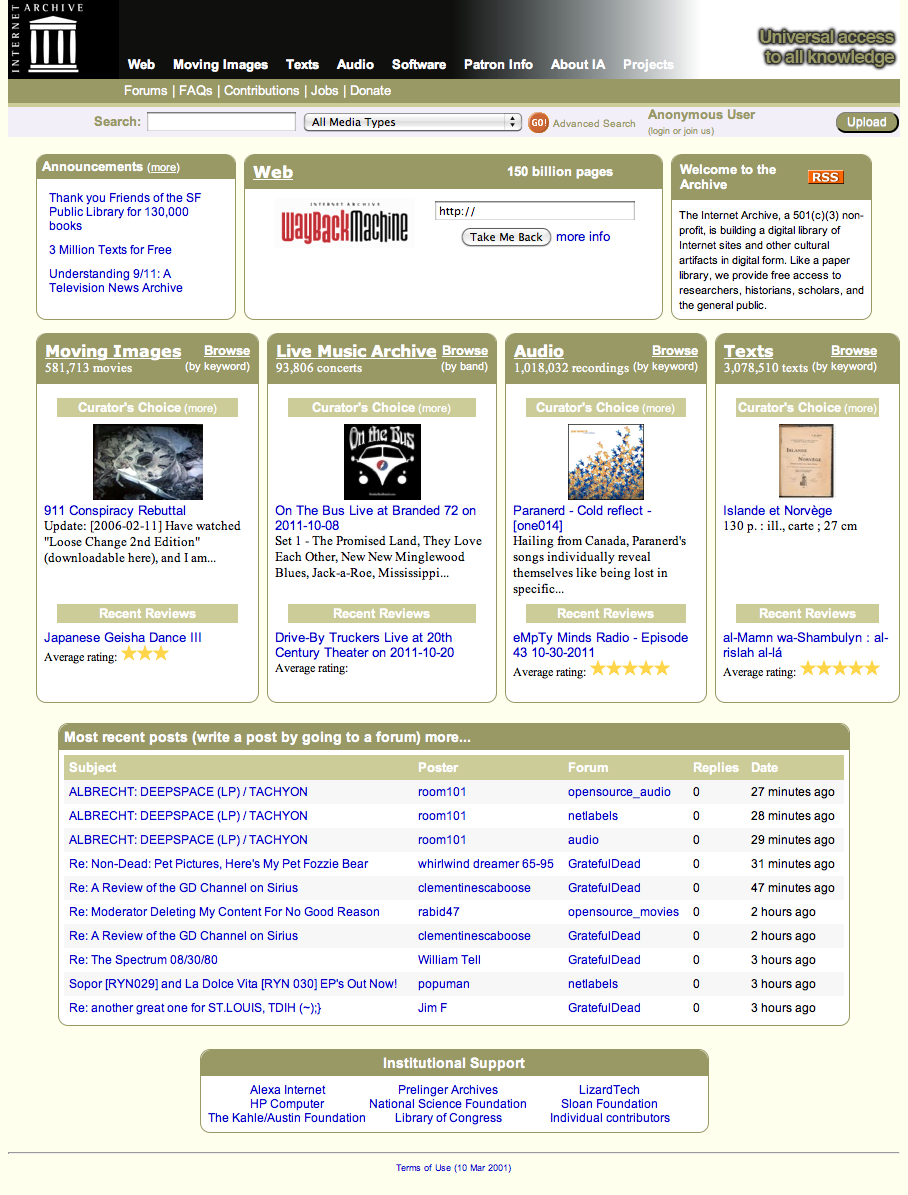 INTERNET ARCHIVE
Universal access
to all knowledge
Web Moving Images Texts Audio Software Patron Info About IA Projects
Forums | FAQs | Contributions | Jobs | Donate
Search: All Media Types GO! Advanced Search Anonymous User
(login or join us)
Upload
Announcements (more)
Thank you Friends of the SF
Public Library for 130,000
books
3 Million Texts for Free
Understanding 9/11: A
Television News Archive
Web 150 billion pages
INTERNET ARCHIVE
WayBackMachine
http://
Take Me Back more info
Welcome to the
Archive
RSS
The Internet Archive, a 501(c)(3) non-
profit, is building a digital library of
Internet sites and other cultural
artifacts in digital form. Like a paper
library, we provide free access to
researchers, historians, scholars, and
the general public.
Moving Images Browse
581,713 movies (by keyword)
Curator's Choice (more)
911 Conspiracy Rebuttal
Update: [2006-02-11] Have watched
"Loose Change 2nd Edition"
(downloadable here), and I am...
Recent Reviews
Japanese Geisha Dance III
Average rating:
Live Music Archive Browse
93,806 concerts (by band)
Curator's Choice (more)
On the Bus
On The Bus Live at Branded 72 on
2011-10-08
Set 1 - The Promised Land, They Love
Each Other, New New Minglewood
Blues, Jack-a-Roe, Mississippi...
Recent Reviews
Drive-By Truckers Live at 20th
Century Theater on 2011-10-20
Average rating:
Audio Browse
1,018,032 recordings (by keyword)
Curator's Choice (more)
Paranerd - Cold reflect -
[one014]
Hailing from Canada, Paranerd's
songs individually reveal
themselves like being lost in
specific...
Recent Reviews
eMpTy Minds Radio - Episode
43 10-30-2011
Average rating:
Texts Browse
3,078,510 texts (by keyword)
Curator's Choice (more)
ISLANDE
NORVÈGE
Islande et Norvège
130 p. : ill., carte ; 27 cm
Recent Reviews
al-Mamn wa-Shambulyn : al-
rislah al-lá
Average rating:
Most recent posts (write a post by going to a forum) more...
Subject Poster Forum Replies Date
ALBRECHT: DEEPSPACE (LP) / TACHYON room101 opensource_audio 0 27 minutes ago
ALBRECHT: DEEPSPACE (LP) / TACHYON room101 netlabels 0 28 minutes ago
ALBRECHT: DEEPSPACE (LP) / TACHYON room101 audio 0 29 minutes ago
Re: Non-Dead: Pet Pictures, Here's My Pet Fozzie Bear whirlwind dreamer 65-95 GratefulDead 0 31 minutes ago
Re: A Review of the GD Channel on Sirius clementinescaboose GratefulDead 0 47 minutes ago
Re: Moderator Deleting My Content For No Good Reason rabid47 opensource_movies 0 2 hours ago
Re: A Review of the GD Channel on Sirius clementinescaboose GratefulDead 0 2 hours ago
Re: The Spectrum 08/30/80 William Tell GratefulDead 0 3 hours ago
Sopor [RYN029] and La Dolce Vita [RYN 030] EP's Out Now! popuman netlabels 0 3 hours ago
Re: another great one for ST.LOUIS, TDIH (~);} Jim F GratefulDead 0 3 hours ago
Institutional Support
Alexa Internet Prelinger Archives LizardTech
HP Computer National Science Foundation Sloan Foundation
The Kahle/Austin Foundation Library of Congress Individual contributors
Terms of Use (10 Mar 2001)